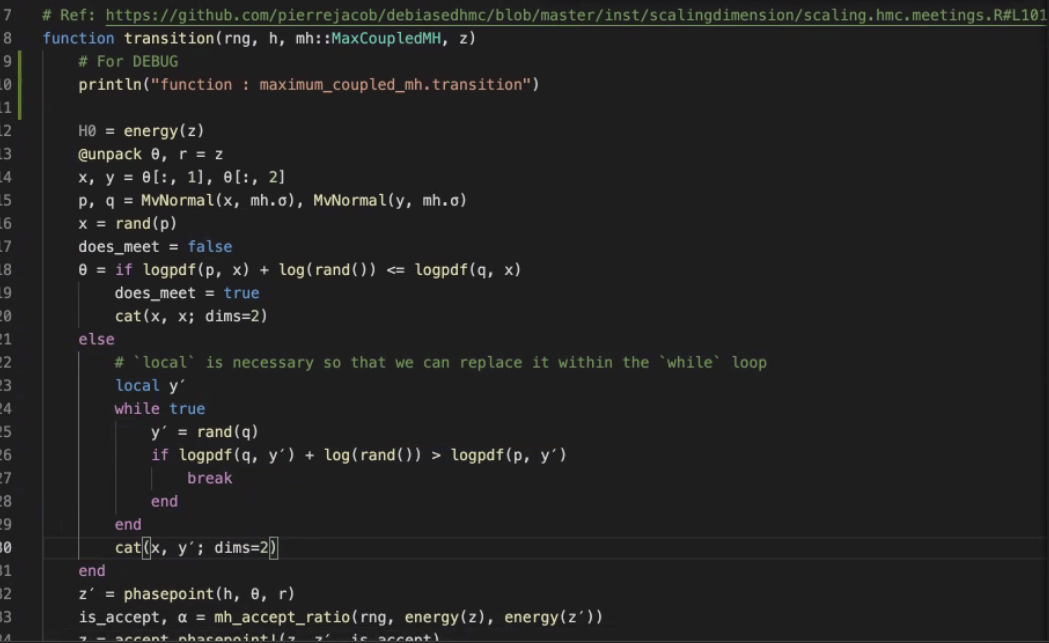 7 # Ref: https://github.com/pierrejacob/debiasedhmc/blob/master/inst/scalingdimension/scaling.hmc.meetings.R#L101
8 function transition(rng, h, mh::MaxCoupledMH, z)
9 # For DEBUG
10 println("function : maximum_coupled_mh.transition")
11
12 H0 = energy(z)
13 @unpack θ, r = z
14 x, y = θ[:, 1], θ[:, 2]
15 p, q = MvNormal(x, mh.σ), MvNormal(y, mh.σ)
16 x = rand(p)
17 does_meet = false
18 θ = if logpdf(p, x) + log(rand()) <= logpdf(q, x)
19 does_meet = true
20 cat(x, x; dims=2)
21 else
22 # `local` is necessary so that we can replace it within the `while` loop
23 local y′
24 while true
25 y′ = rand(q)
26 if logpdf(q, y′) + log(rand()) > logpdf(p, y′)
27 break
28 end
29 end
30 cat(x, y′; dims=2)
31 end
32 z′ = phasepoint(h, θ, r)
33 is_accept, α = mh_accept_ratio(rng, energy(z), energy(z′))
34 z = accept_phasepoint!(z, z′, is_accept)